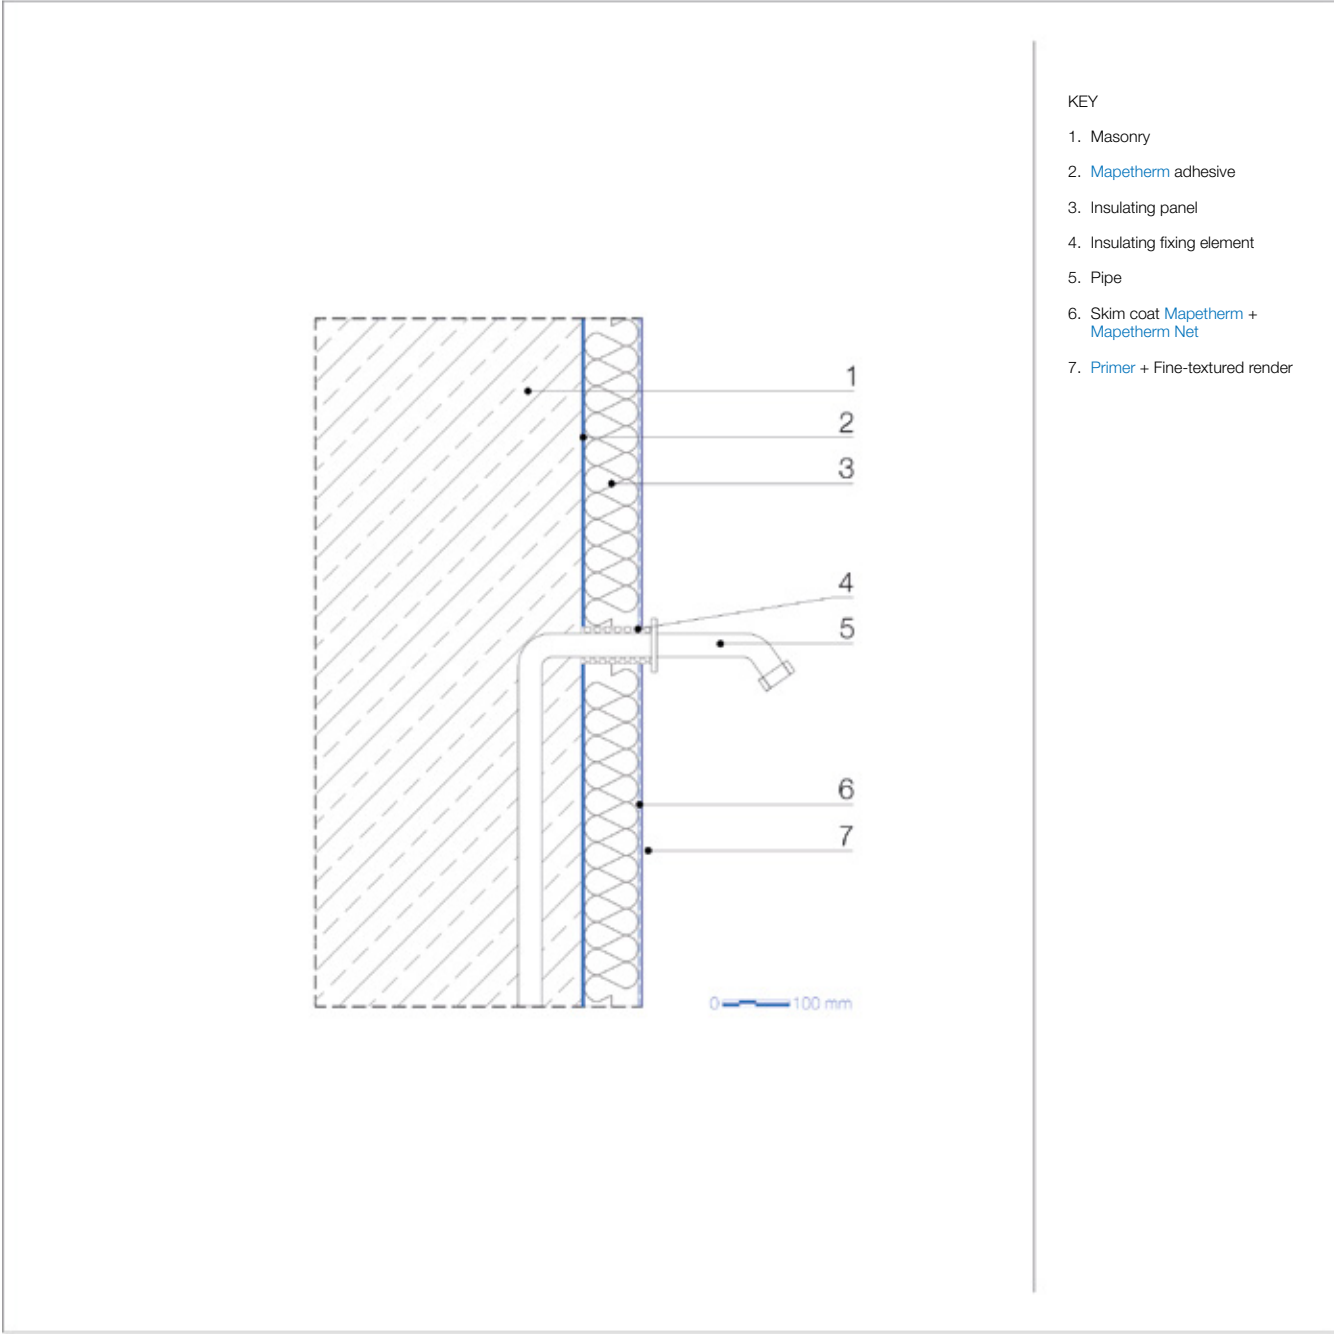 1
2
3
4
5
6
7
0 100 mm
KEY
1. Masonry
2. Mapetherm adhesive
3. Insulating panel
4. Insulating fixing element
5. Pipe
6. Skim coat Mapetherm +
Mapetherm Net
7. Primer + Fine-textured render